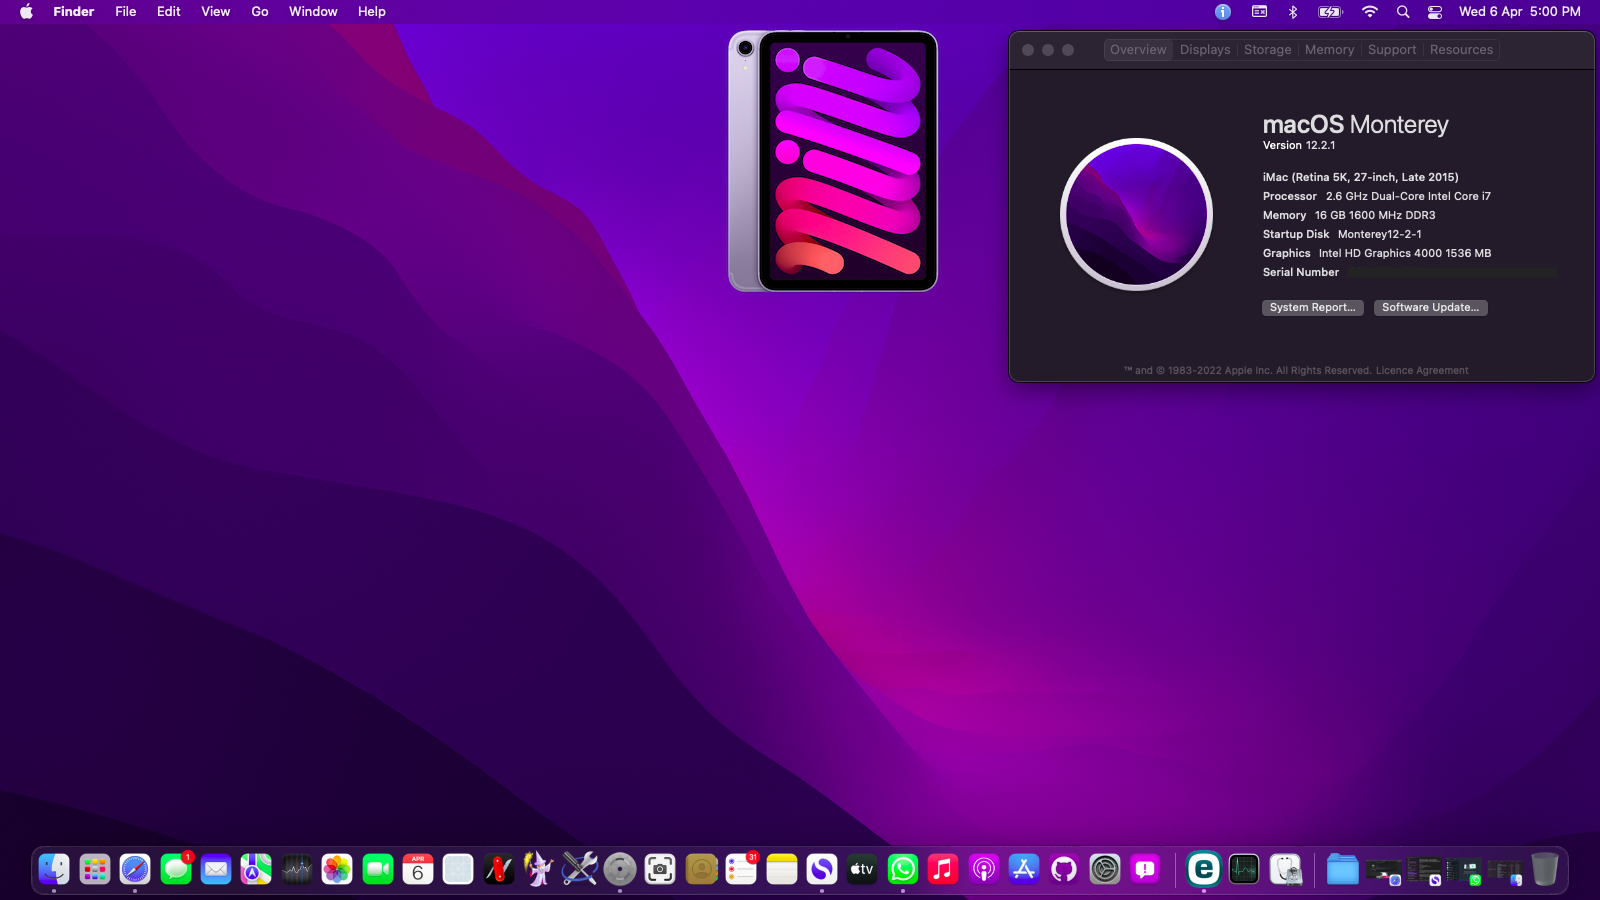 Finder File Edit View Go Window Help
Wed 6 Apr 5:00 PM
Overview Displays Storage Memory Support Resources
macOS Monterey
Version 12.2.1
iMac (Retina 5K, 27-inch, Late 2015)
Processor 2.6 GHz Dual-Core Intel Core i7
Memory 16 GB 1600 MHz DDR3
Startup Disk Monterey12-2-1
Graphics Intel HD Graphics 4000 1536 MB
Serial Number
System Report... Software Update...
™ and © 1983-2022 Apple Inc. All Rights Reserved. Licence Agreement
1
APR
6
31
tv